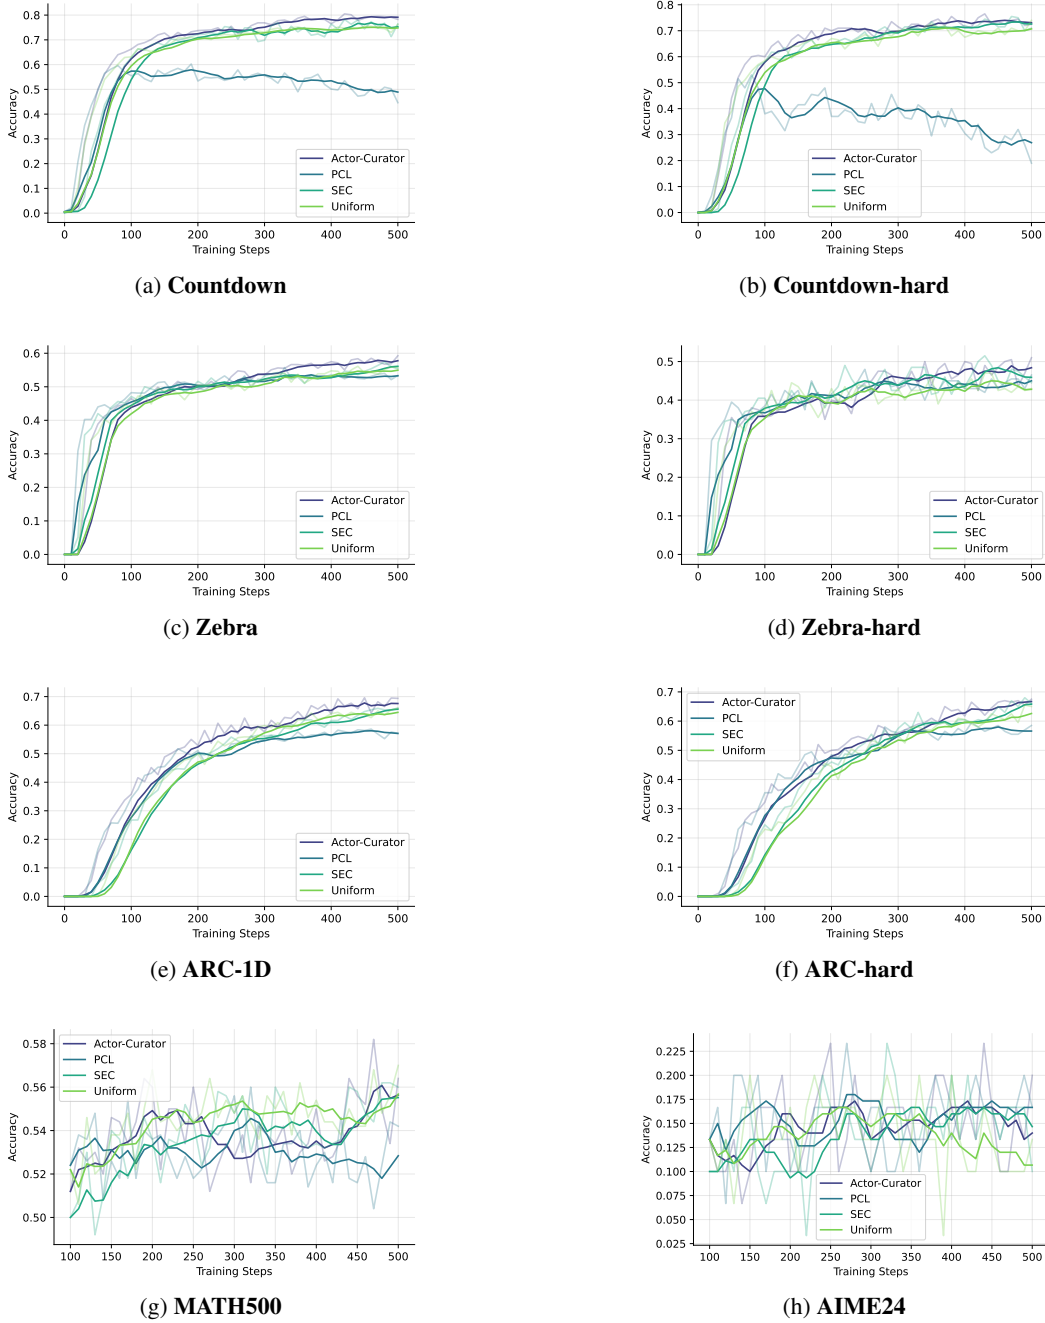 0.8
0.7
0.6
0.5
0.4
0.3
0.2
0.1
0.0
Accuracy
Actor-Curator
PCL
SEC
Uniform
0 100 200 300 400 500
Training Steps
(a) Countdown
0.8
0.7
0.6
0.5
0.4
0.3
0.2
0.1
0.0
Accuracy
Actor-Curator
PCL
SEC
Uniform
0 100 200 300 400 500
Training Steps
(b) Countdown-hard
0.6
0.5
0.4
0.3
0.2
0.1
0.0
Accuracy
Actor-Curator
PCL
SEC
Uniform
0 100 200 300 400 500
Training Steps
(c) Zebra
0.5
0.4
0.3
0.2
0.1
0.0
Accuracy
Actor-Curator
PCL
SEC
Uniform
0 100 200 300 400 500
Training Steps
(d) Zebra-hard
0.7
0.6
0.5
0.4
0.3
0.2
0.1
0.0
Accuracy
Actor-Curator
PCL
SEC
Uniform
0 100 200 300 400 500
Training Steps
(e) ARC-1D
0.7
0.6
0.5
0.4
0.3
0.2
0.1
0.0
Accuracy
Actor-Curator
PCL
SEC
Uniform
0 100 200 300 400 500
Training Steps
(f) ARC-hard
0.58
0.56
0.54
0.52
0.50
Accuracy
Actor-Curator
PCL
SEC
Uniform
100 150 200 250 300 350 400 450 500
Training Steps
(g) MATH500
0.225
0.200
0.175
0.150
0.125
0.100
0.075
0.050
0.025
Accuracy
Actor-Curator
PCL
SEC
Uniform
100 150 200 250 300 350 400 450 500
Training Steps
(h) AIME24